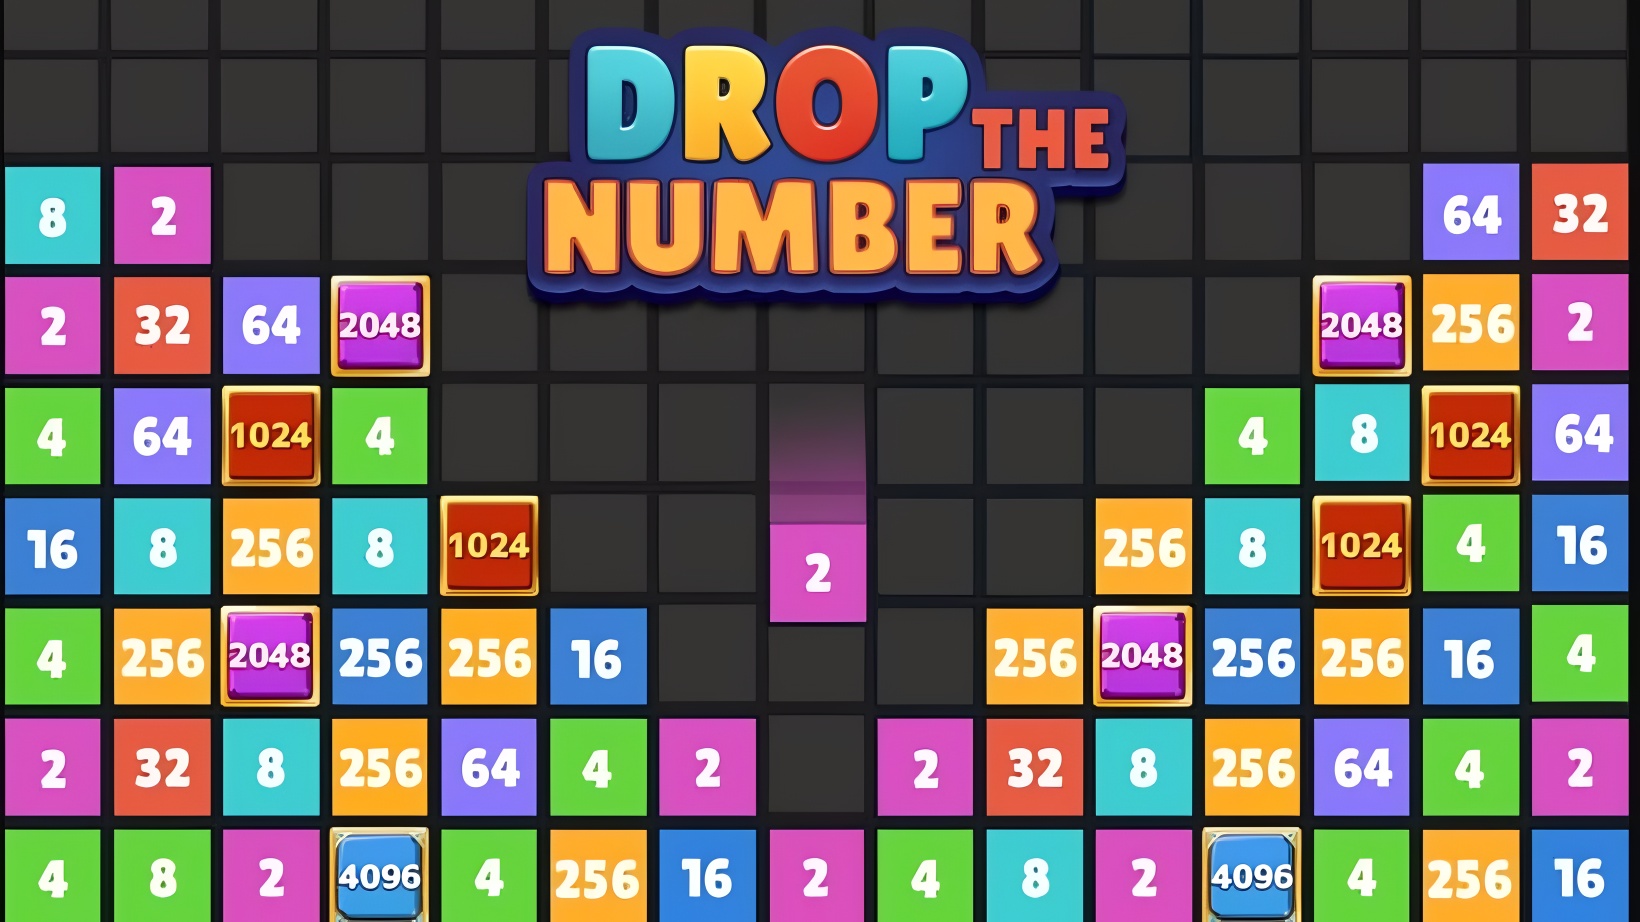 DROP THE
NUMBER
8 2 64 32
2 32 64 2048 2048 256 2
4 64 1024 4 4 8 1024 64
16 8 256 8 1024 2 256 8 1024 4 16
4 256 2048 256 256 16 256 2048 256 256 16 4
2 32 8 256 64 4 2 2 32 8 256 64 4 2
4 8 2 4096 4 256 16 2 4 8 2 4096 4 256 16